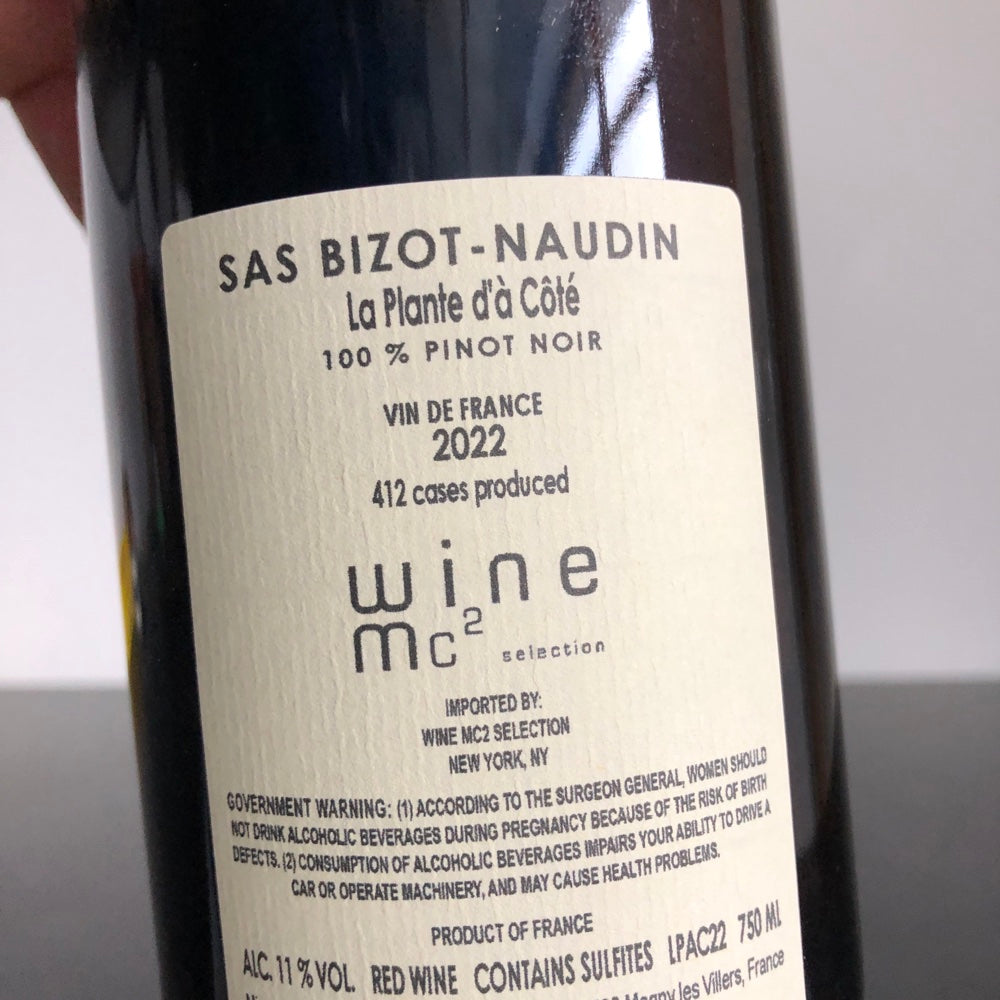 SAS BIZOT-NAUDIN
La Plante d'à Côté
100 % PINOT NOIR
VIN DE FRANCE
2022
412 cases produced
wine
mc²
selection
IMPORTED BY:
WINE MC2 SELECTION
NEW YORK, NY
GOVERNMENT WARNING: (1) ACCORDING TO THE SURGEON GENERAL, WOMEN SHOULD
NOT DRINK ALCOHOLIC BEVERAGES DURING PREGNANCY BECAUSE OF THE RISK OF BIRTH
DEFECTS. (2) CONSUMPTION OF ALCOHOLIC BEVERAGES IMPAIRS YOUR ABILITY TO DRIVE A
CAR OR OPERATE MACHINERY, AND MAY CAUSE HEALTH PROBLEMS.
PRODUCT OF FRANCE
ALC. 11 % VOL. RED WINE CONTAINS SULFITES LPAC22 750 ML
Magny les Villers, France